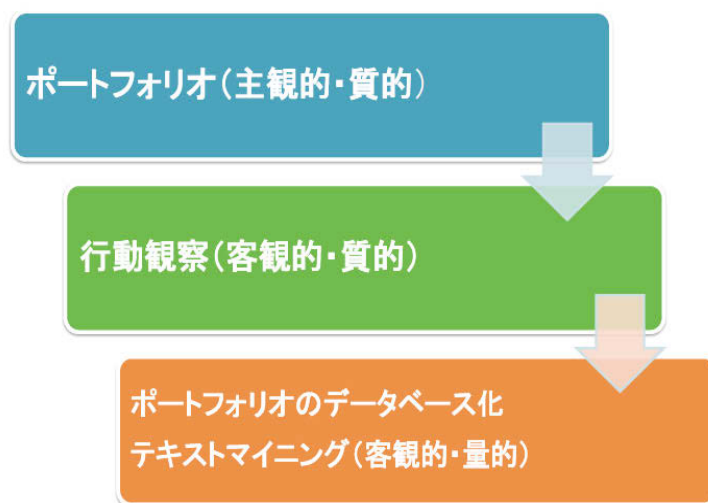 ポートフォリオ(主観的・質的)
行動観察(客観的・質的)
ポートフォリオのデータベース化
テキストマイニング(客観的・量的)